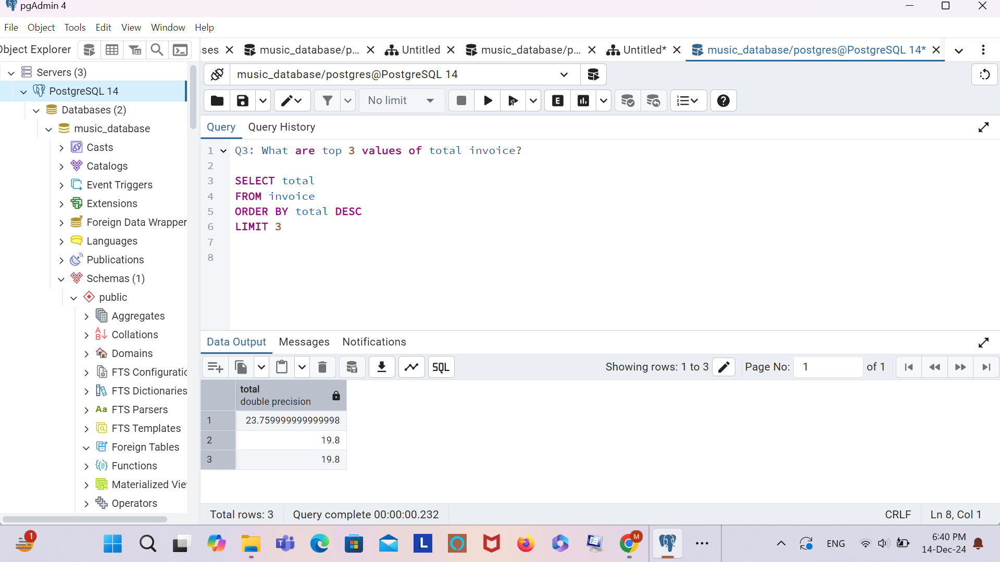 pgAdmin 4
File Object Tools Edit View Window Help
Object Explorer
ses music_database/p... Untitled music_database/p... Untitled* music_database/postgres@PostgreSQL 14*
Servers (3)
PostgreSQL 14
Databases (2)
music_database
Casts
Catalogs
Event Triggers
Extensions
Foreign Data Wrapper
Languages
Publications
Schemas (1)
public
Aggregates
Collations
Domains
FTS Configuratio
FTS Dictionaries
Aa FTS Parsers
FTS Templates
Foreign Tables
Functions
Materialized Vie
Operators
music_database/postgres@PostgreSQL 14
No limit E
Query Query History
1 Q3: What are top 3 values of total invoice?
2
3 SELECT total
4 FROM invoice
5 ORDER BY total DESC
6 LIMIT 3
7
8
Data Output Messages Notifications
SQL Showing rows: 1 to 3 Page No: 1 of 1
total
double precision
1 23.759999999999998
2 19.8
3 19.8
Total rows: 3 Query complete 00:00:00.232 CRLF Ln 8, Col 1
1 L M ENG 6:40 PM
14-Dec-24